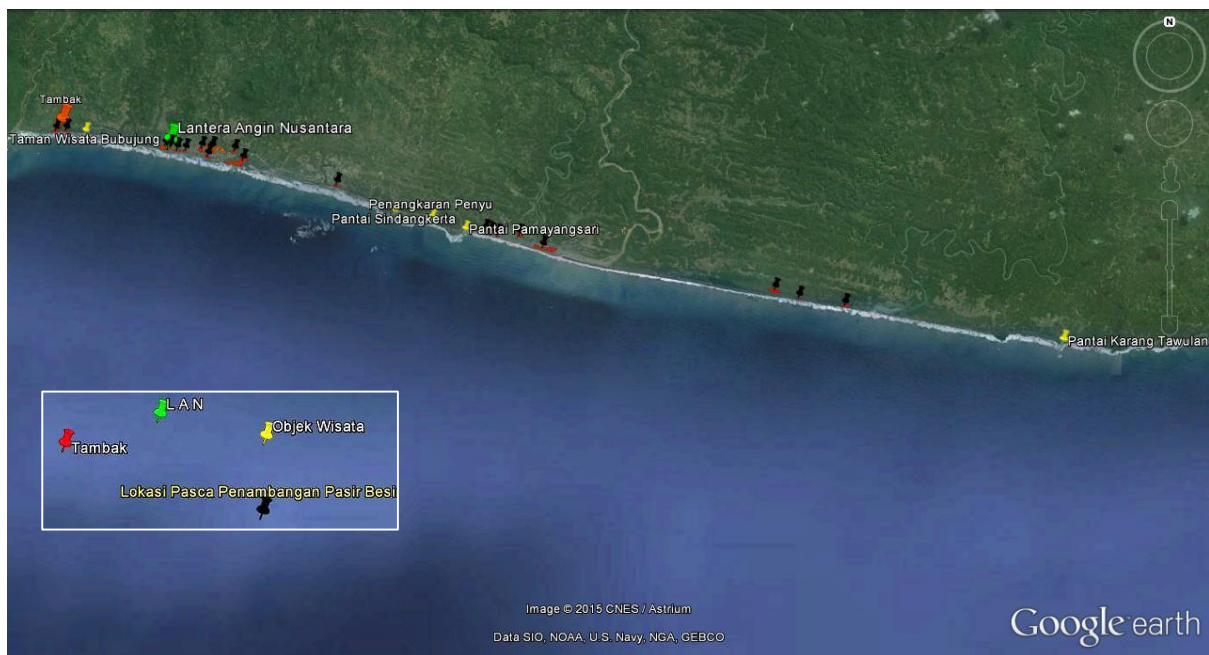 N
Tambak
Lantera Angin Nusantara
Taman Wisata Bubujung
Penangkaran Penyu
Pantai Sindangkerta
Pantai Pamayangsari
Pantai Karang Tawulan
L A N
Objek Wisata
Tambak
Lokasi Pasca Penambangan Pasir Besi
Image © 2015 CNES / Astrium
Data SIO, NOAA, U.S. Navy, NGA, GEBCO
Google earth